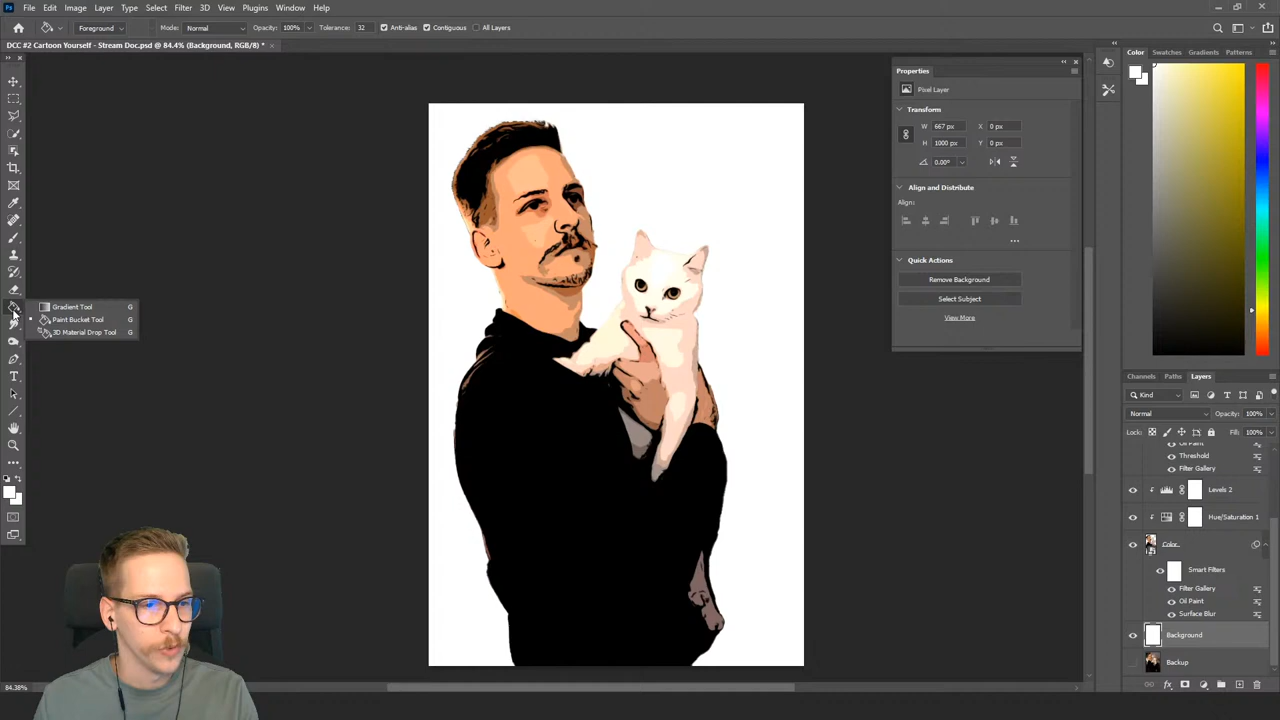 Ps File Edit Image Layer Type Select Filter 3D View Plugins Window Help
Foreground Mode: Normal Opacity: 100% Tolerance: 32 Anti-alias Contiguous All Layers
DCC #2 Cartoon Yourself - Stream Doc.psd @ 84.4% (Background, RGB/8) *
Color Swatches Gradients Patterns
Properties
Pixel Layer
Transform
W 667 px X 0 px
H 1000 px Y 0 px
0.00°
Align and Distribute
Align:
Quick Actions
Remove Background
Select Subject
View More
Gradient Tool G
Paint Bucket Tool G
3D Material Drop Tool G
Channels Paths Layers
Kind
Normal Opacity: 100%
Lock: Fill: 100%
Oil Paint
Threshold
Filter Gallery
Levels 2
Hue/Saturation 1
Color
Smart Filters
Filter Gallery
Oil Paint
Surface Blur
Background
Backup
84.38%